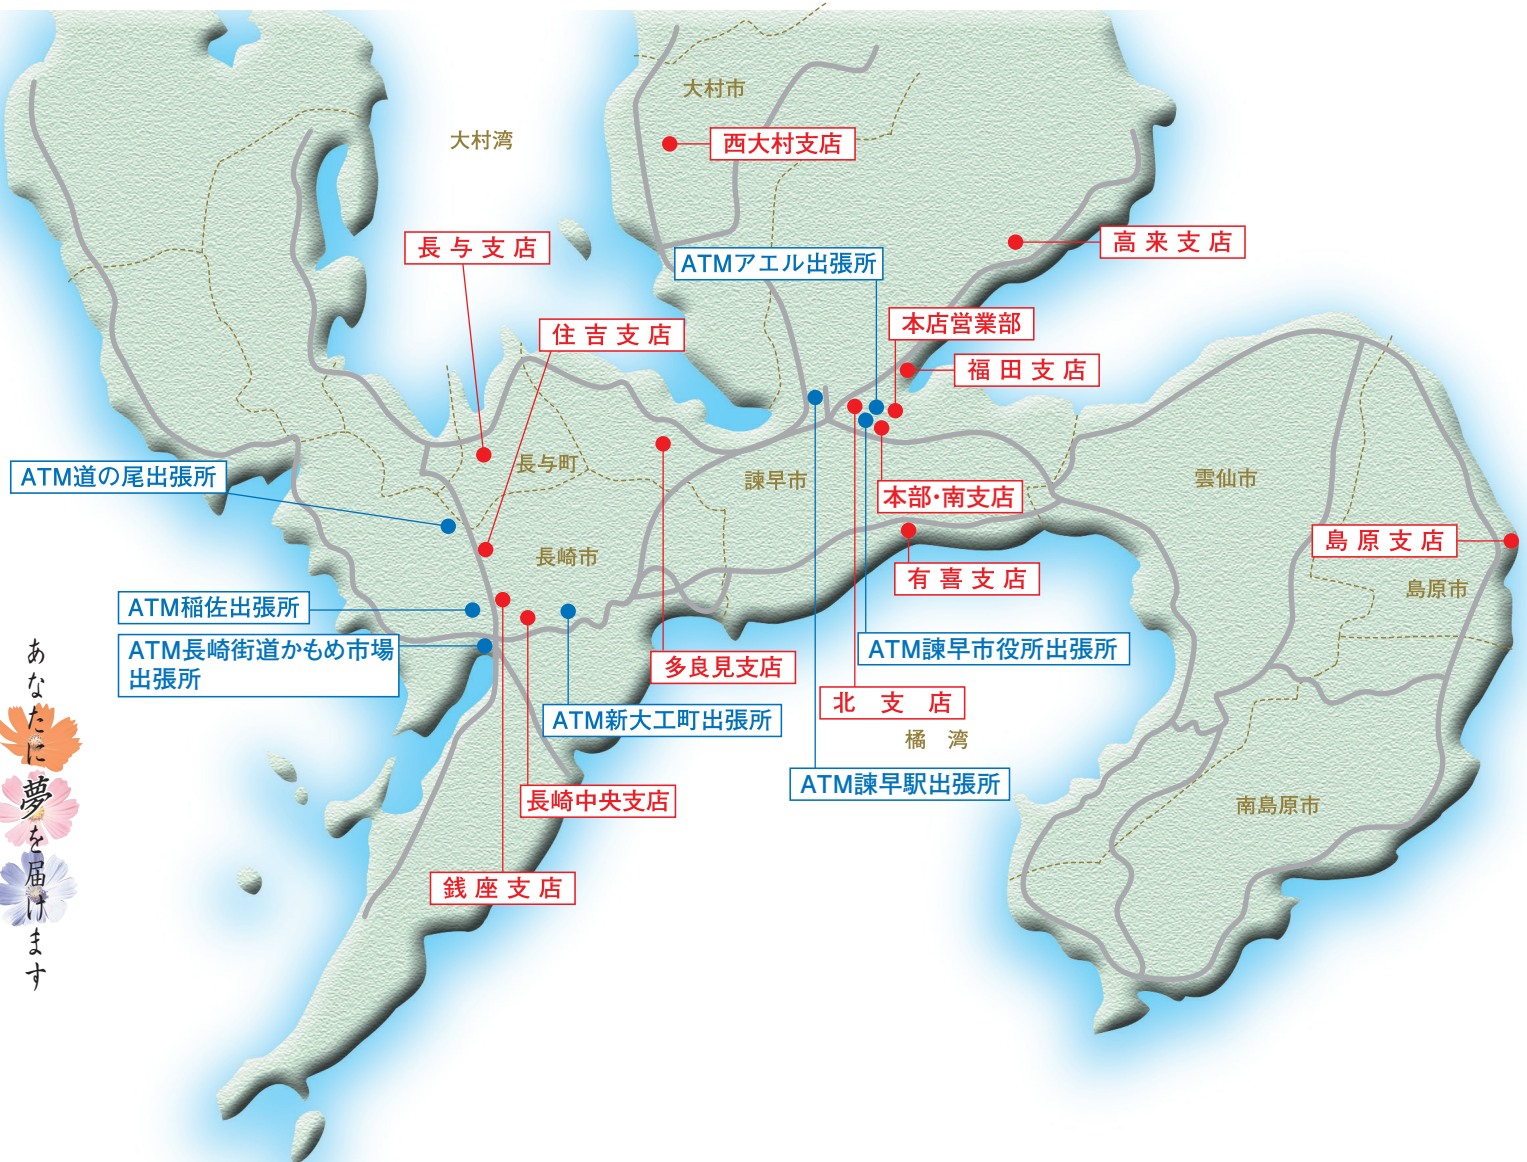 大村市
大村湾
西大村支店
長与支店
高来支店
ATMアエル出張所
住吉支店
本店営業部
福田支店
長与町
ATM道の尾出張所
諫早市
雲仙市
本部・南支店
島原支店
長崎市
有喜支店
島原市
ATM稲佐出張所
ATM長崎街道かもめ市場
出張所
ATM諫早市役所出張所
多良見支店
北支店
ATM新大工町出張所
橘湾
ATM諫早駅出張所
長崎中央支店
南島原市
銭座支店
あなたに夢を届けます